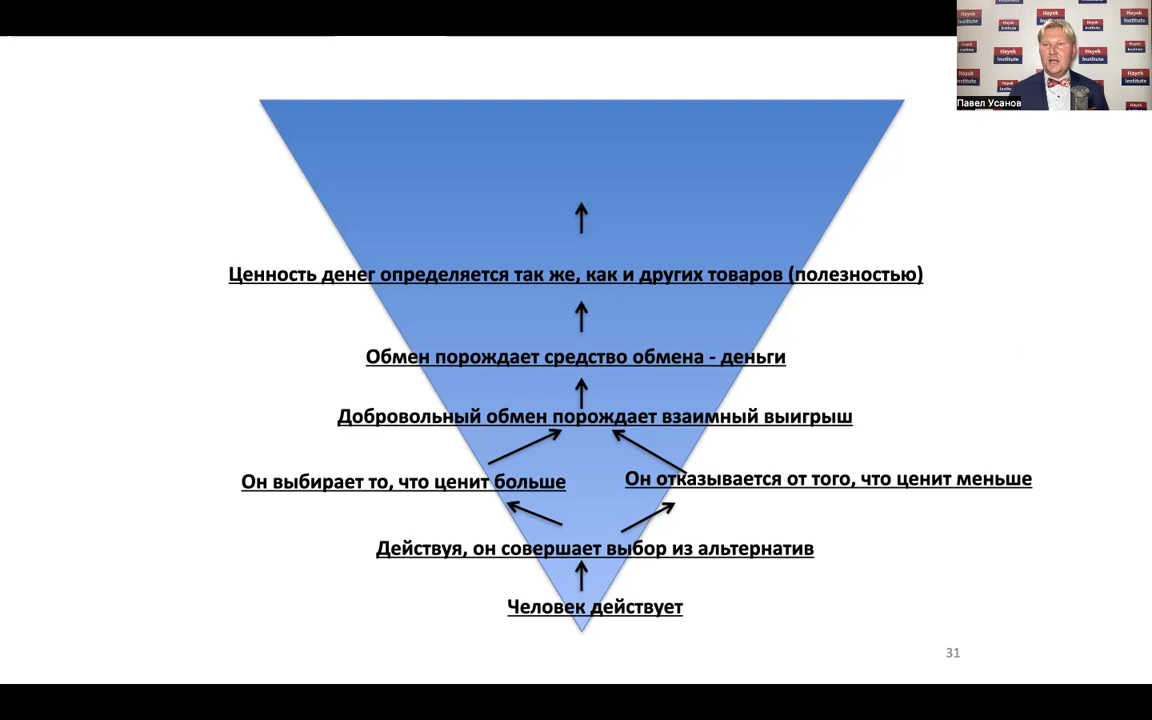 Hayek
Institute
Павел Усанов
Ценность денег определяется так же, как и других товаров (полезностью)
Обмен порождает средство обмена - деньги
Добровольный обмен порождает взаимный выигрыш
Он выбирает то, что ценит больше
Он отказывается от того, что ценит меньше
Действуя, он совершает выбор из альтернатив
Человек действует
31